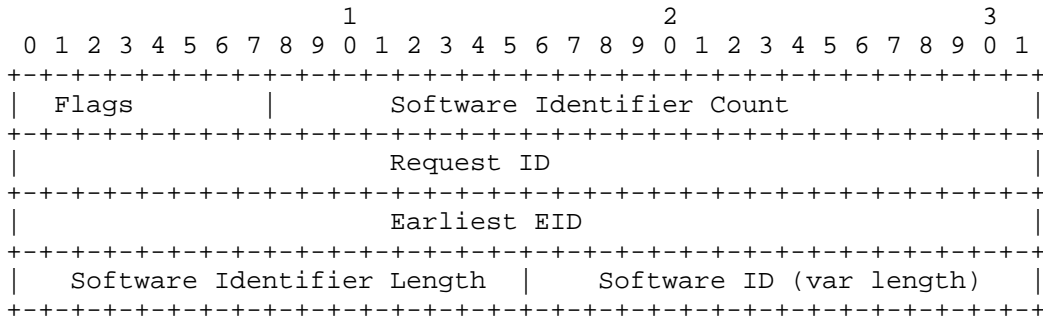 1                   2                   3
 0 1 2 3 4 5 6 7 8 9 0 1 2 3 4 5 6 7 8 9 0 1 2 3 4 5 6 7 8 9 0 1
+-+-+-+-+-+-+-+-+-+-+-+-+-+-+-+-+-+-+-+-+-+-+-+-+-+-+-+-+-+-+-+-+
|  Flags        |       Software Identifier Count               |
+-+-+-+-+-+-+-+-+-+-+-+-+-+-+-+-+-+-+-+-+-+-+-+-+-+-+-+-+-+-+-+-+
|                       Request ID                              |
+-+-+-+-+-+-+-+-+-+-+-+-+-+-+-+-+-+-+-+-+-+-+-+-+-+-+-+-+-+-+-+-+
|                       Earliest EID                            |
+-+-+-+-+-+-+-+-+-+-+-+-+-+-+-+-+-+-+-+-+-+-+-+-+-+-+-+-+-+-+-+-+
|   Software Identifier Length  |    Software ID (var length)   |
+-+-+-+-+-+-+-+-+-+-+-+-+-+-+-+-+-+-+-+-+-+-+-+-+-+-+-+-+-+-+-+-+